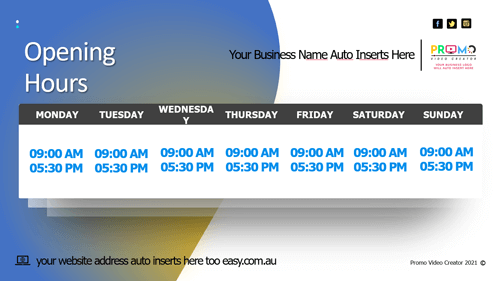 Opening
Hours
Your Business Name Auto Inserts Here
PROMO
VIDEO CREATOR
YOUR BUSINESS LOGO
WILL AUTO INSERT HERE
MONDAY TUESDAY WEDNESDA
Y THURSDAY FRIDAY SATURDAY SUNDAY
09:00 AM 09:00 AM 09:00 AM 09:00 AM 09:00 AM 09:00 AM 09:00 AM
05:30 PM 05:30 PM 05:30 PM 05:30 PM 05:30 PM 05:30 PM 05:30 PM
your website address auto inserts here too easy.com.au
Promo Video Creator 2021 ©